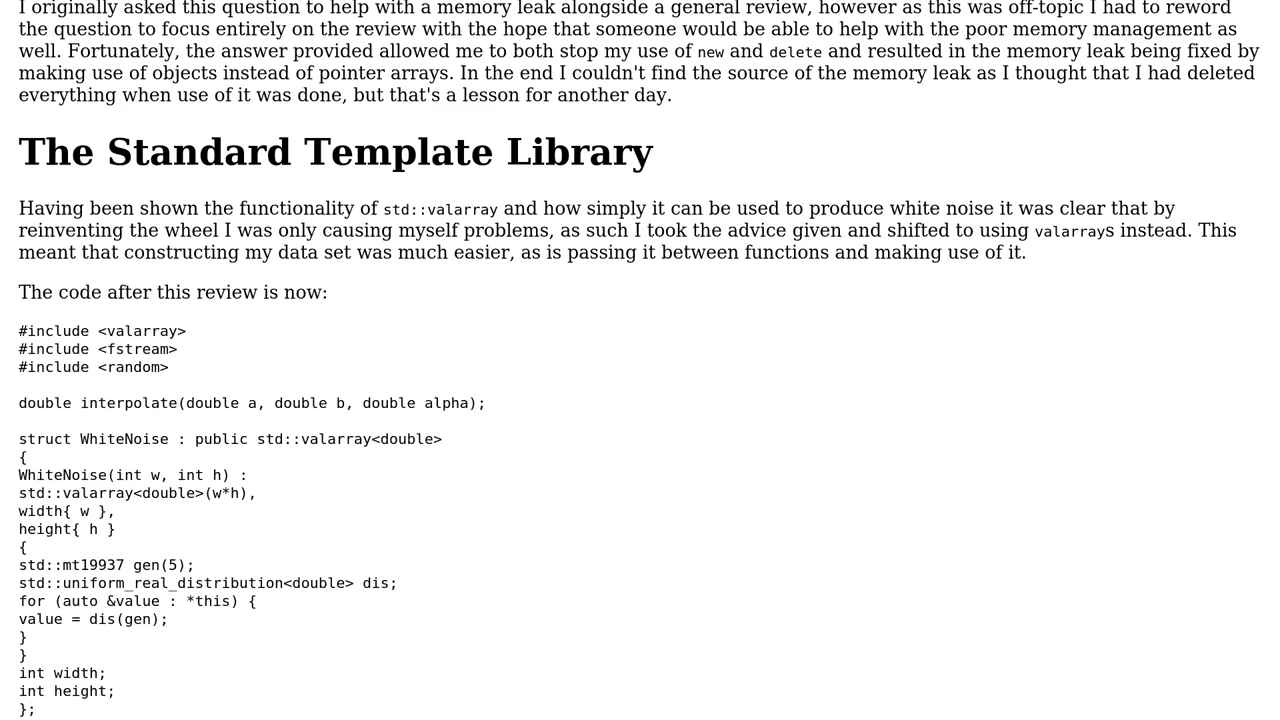 I originally asked this question to help with a memory leak alongside a general review, however as this was off-topic I had to reword
the question to focus entirely on the review with the hope that someone would be able to help with the poor memory management as
well. Fortunately, the answer provided allowed me to both stop my use of new and delete and resulted in the memory leak being fixed by
making use of objects instead of pointer arrays. In the end I couldn't find the source of the memory leak as I thought that I had deleted
everything when use of it was done, but that's a lesson for another day.
The Standard Template Library
Having been shown the functionality of std::valarray and how simply it can be used to produce white noise it was clear that by
reinventing the wheel I was only causing myself problems, as such I took the advice given and shifted to using valarrays instead. This
meant that constructing my data set was much easier, as is passing it between functions and making use of it.
The code after this review is now:
#include <valarray>
#include <fstream>
#include <random>
double interpolate(double a, double b, double alpha);
struct WhiteNoise : public std::valarray<double>
{
WhiteNoise(int w, int h) :
std::valarray<double>(w*h),
width{ w },
height{ h }
{
std::mt19937 gen(5);
std::uniform_real_distribution<double> dis;
for (auto &value : *this) {
value = dis(gen);
}
}
int width;
int height;
};